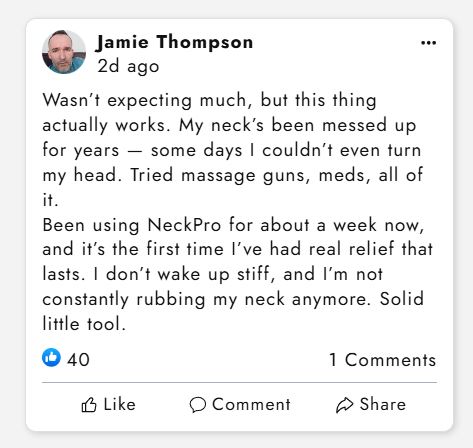 Jamie Thompson
2d ago
Wasn’t expecting much, but this thing
actually works. My neck’s been messed up
for years — some days I couldn’t even turn
my head. Tried massage guns, meds, all of
it.
Been using NeckPro for about a week now,
and it’s the first time I’ve had real relief that
lasts. I don’t wake up stiff, and I’m not
constantly rubbing my neck anymore. Solid
little tool.
40 1 Comments
Like Comment Share